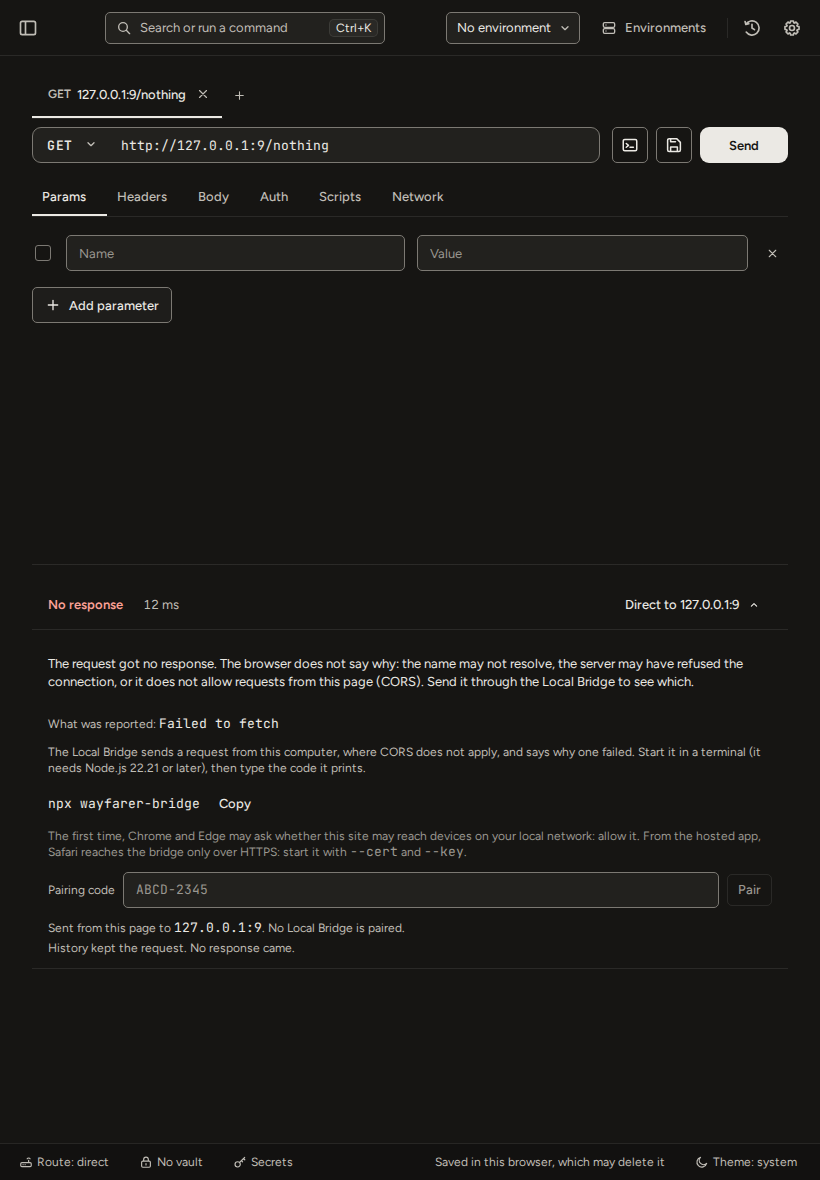 Search or run a command Ctrl+K No environment Environments
GET 127.0.0.1:9/nothing
GET http://127.0.0.1:9/nothing Send
Params Headers Body Auth Scripts Network
Name Value
Add parameter
No response 12 ms Direct to 127.0.0.1:9
The request got no response. The browser does not say why: the name may not resolve, the server may have refused the
connection, or it does not allow requests from this page (CORS). Send it through the Local Bridge to see which.
What was reported: Failed to fetch
The Local Bridge sends a request from this computer, where CORS does not apply, and says why one failed. Start it in a terminal (it
needs Node.js 22.21 or later), then type the code it prints.
npx wayfarer-bridge Copy
The first time, Chrome and Edge may ask whether this site may reach devices on your local network: allow it. From the hosted app,
Safari reaches the bridge only over HTTPS: start it with --cert and --key.
Pairing code ABCD-2345 Pair
Sent from this page to 127.0.0.1:9. No Local Bridge is paired.
History kept the request. No response came.
Route: direct No vault Secrets Saved in this browser, which may delete it Theme: system